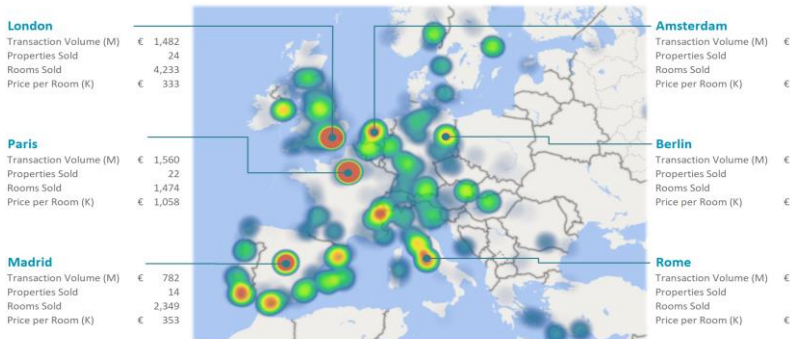 London
Transaction Volume (M) € 1,482
Properties Sold 24
Rooms Sold 4,233
Price per Room (K) € 333
Paris
Transaction Volume (M) € 1,560
Properties Sold 22
Rooms Sold 1,474
Price per Room (K) € 1,058
Madrid
Transaction Volume (M) € 782
Properties Sold 14
Rooms Sold 2,349
Price per Room (K) € 353
Amsterdam
Transaction Volume (M) €
Properties Sold
Rooms Sold
Price per Room (K) €
Berlin
Transaction Volume (M) €
Properties Sold
Rooms Sold
Price per Room (K) €
Rome
Transaction Volume (M) €
Properties Sold
Rooms Sold
Price per Room (K) €